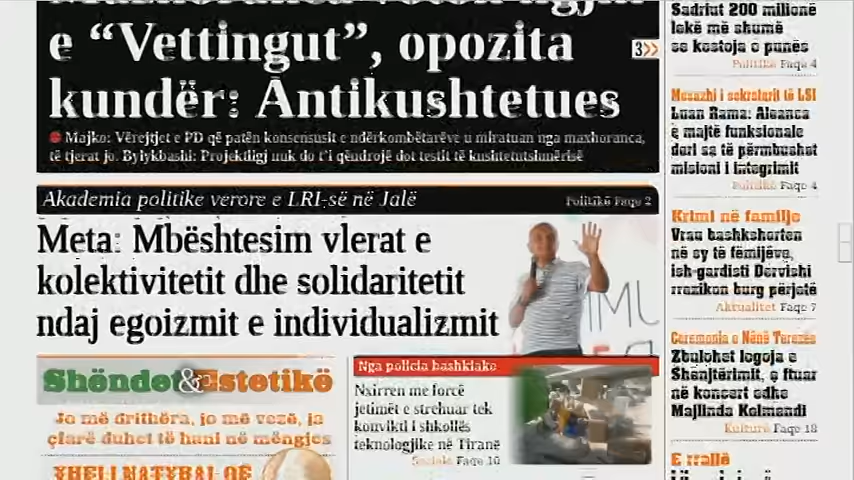 e “Vettingut”, opozita
kundër: Antikushtetues
3>>
Majko: Vërejtjet e PD që patën konsensusit e ndërkombëtarëve u miratuan nga maxhoranca,
të tjerat jo. Bylykbashi: Projektligji nuk do t'i qëndrojë dot testit të kushtetutshmërisë
Akademia politike verore e LRI-së në Jalë
Politikë Faqe 2
Meta: Mbështesim vlerat e
kolektivitetit dhe solidaritetit
ndaj egoizmit e individualizmit
Shëndet&Estetikë
Jo më drithëra, jo më vezë, ja
çfarë duhet të hani në mëngjes
Nga policia bashkiake
Nxirren me forcë
jetimët e strehuar tek
konvikti i shkollës
teknologjike në Tiranë
Sociale Faqe 10
Sadriut 200 milionë
lekë më shumë
se kostoja e punës
Politikë Faqe 4
Mesazhi i sekretarit të LSI
Luan Rama: Aleanca
e majtë funksionale
deri sa të përmbushet
misioni i integrimit
Politikë Faqe 4
Krimi në familje
Vrau bashkshorten
në sy të fëmijëve,
ish-gardisti Dervishi
rrezikon burg përjetë
Aktualitet Faqe 7
Ceremonia e Nënë Terezës
Zbulohet logoja e
Shenjtërimit, e ftuar
në koncert edhe
Majlinda Kelmendi
Kulturë Faqe 18
E rrallë